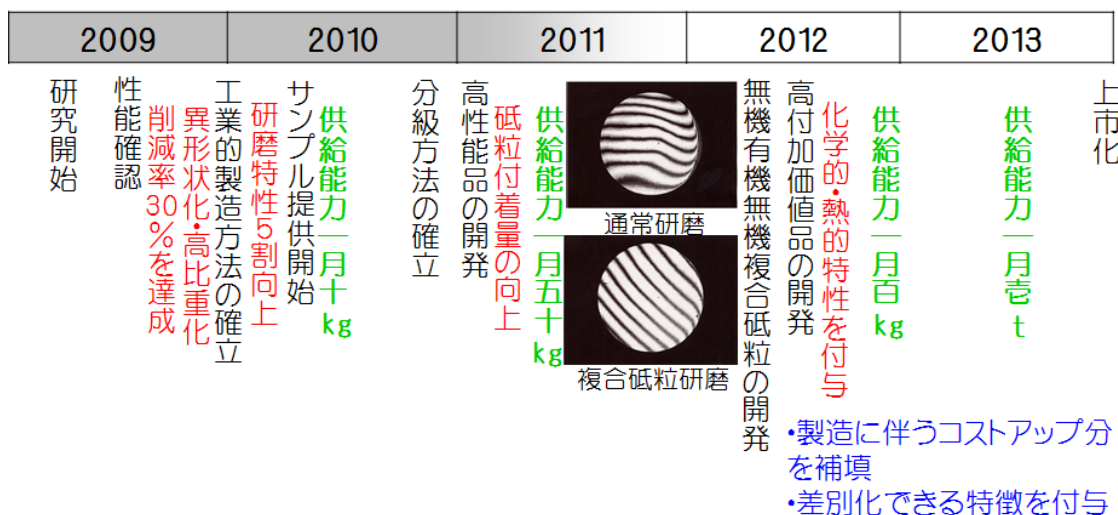 2009
2010
2011
2012
2013
研究開始
性能確認
削減率30%を達成
異形状化・高比重化
工業的製造方法の確立
研磨特性5割向上
サンプル提供開始
供給能力―月十kg
分級方法の確立
高性能品の開発
砥粒付着量の向上
供給能力―月五十kg
通常研磨
複合砥粒研磨
無機有機無機複合砥粒の開発
高付加価値品の開発
化学的・熱的特性を付与
供給能力―月百kg
供給能力―月壱t
上市化
・製造に伴うコストアップ分
を補填
・差別化できる特徴を付与